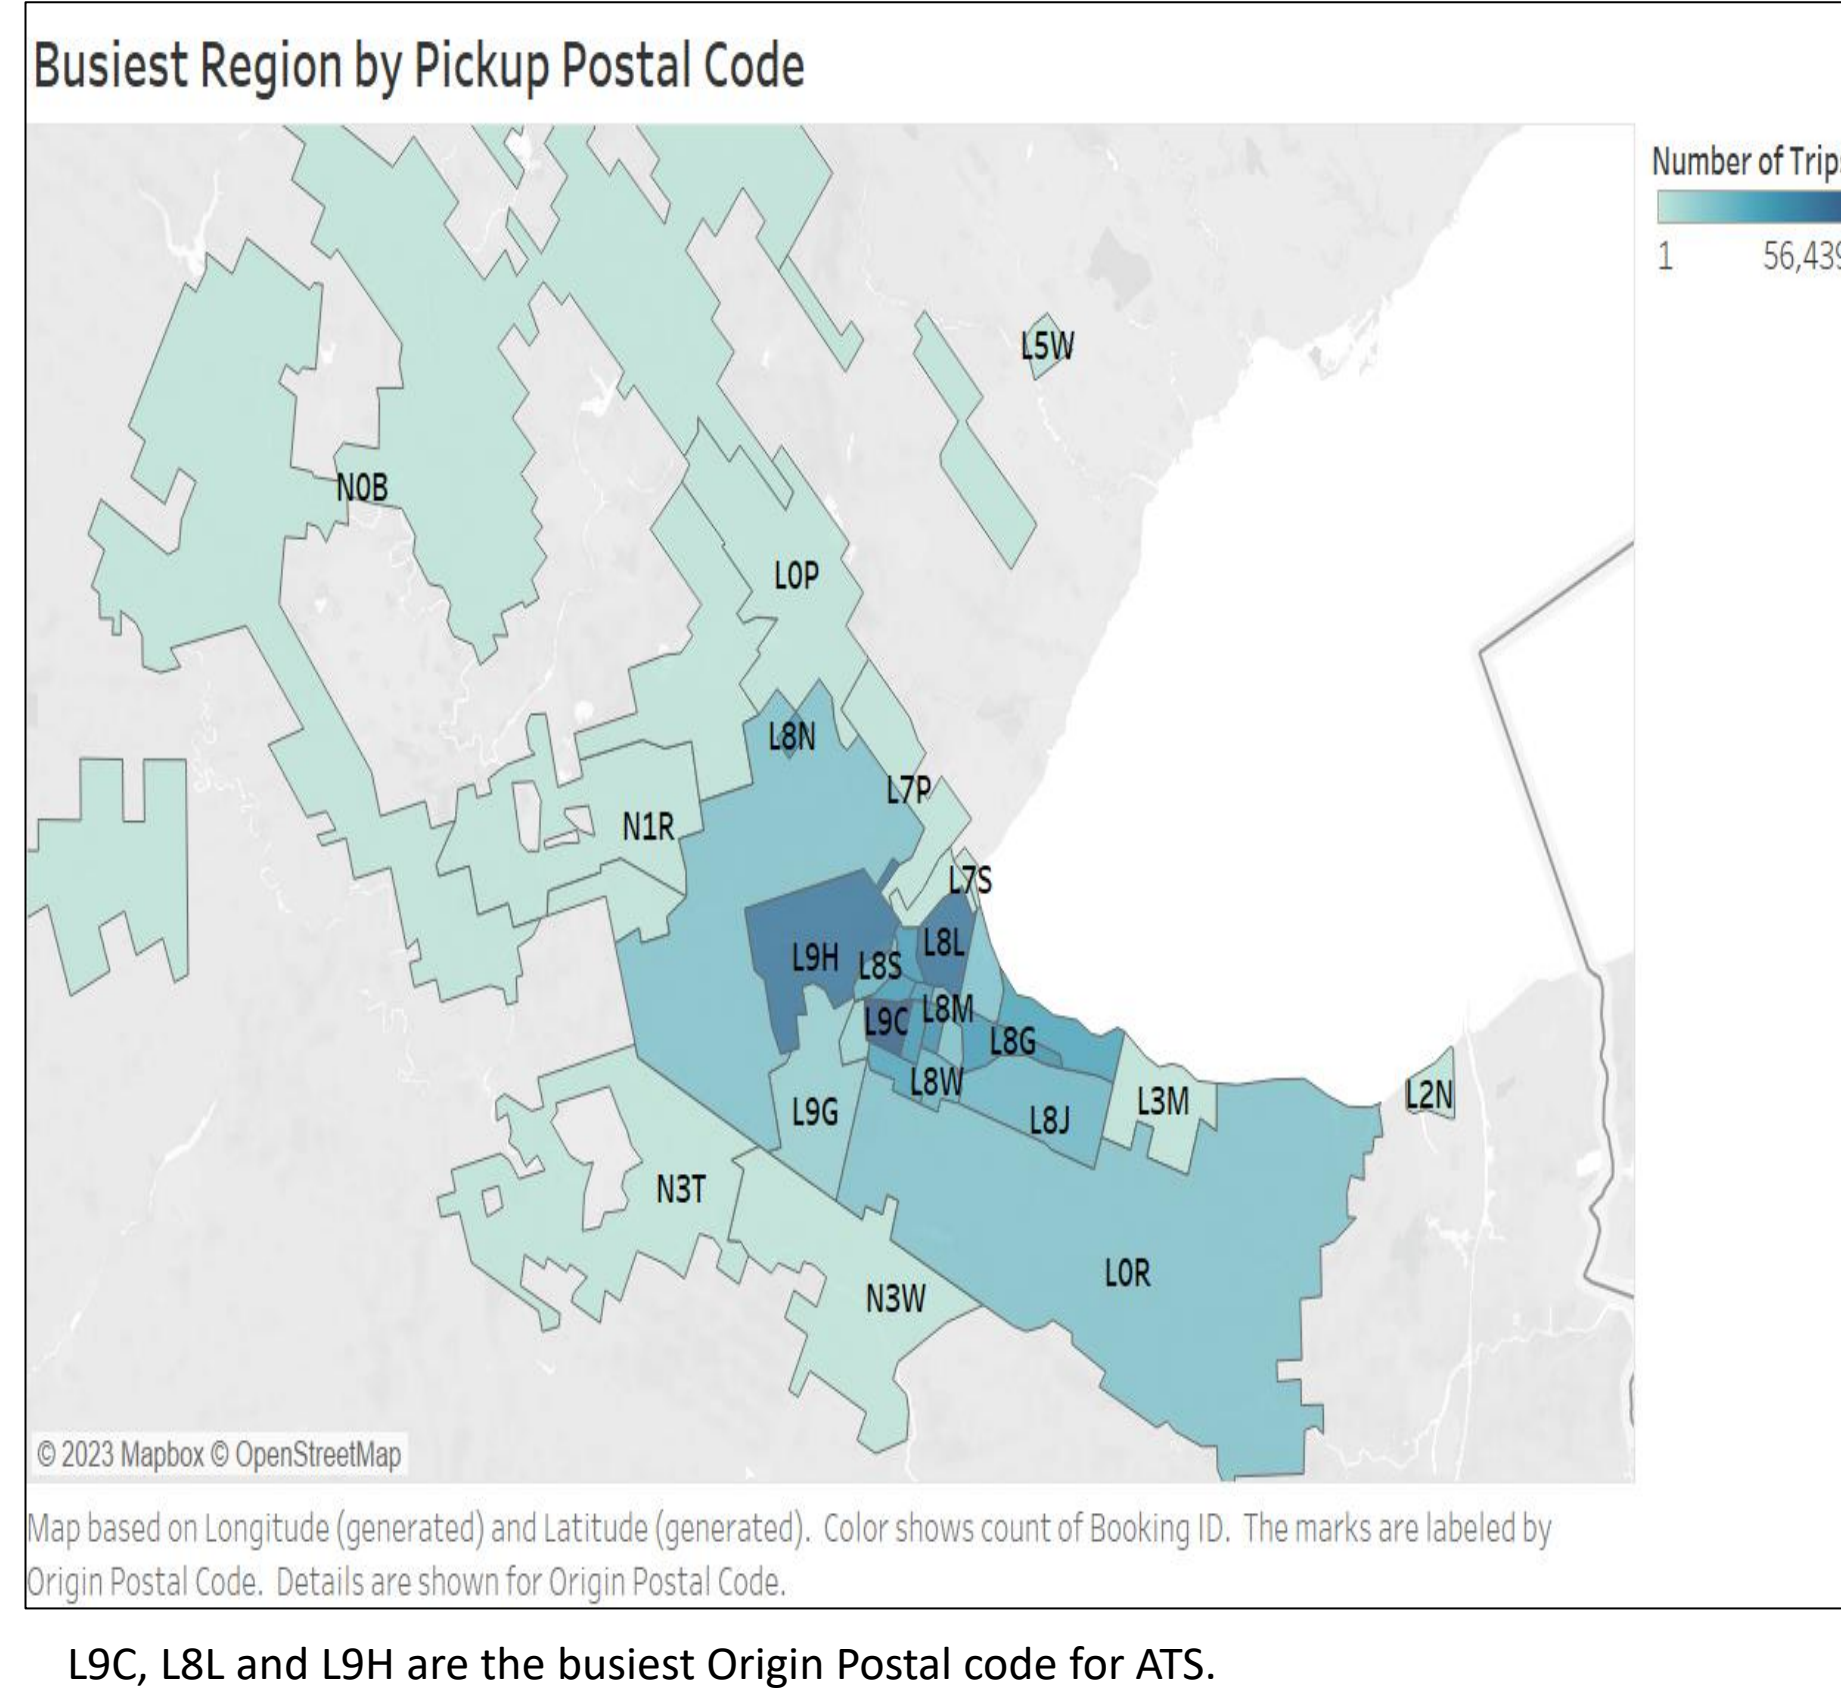 Busiest Region by Pickup Postal Code
Number of Trips
1 56,439
L5W
N0B
L0P
L8N
L7P
N1R
L7S
L8L
L9H
L8S
L8M
L9C
L8G
L8W
L3M
L2N
L9G
L8J
N3T
L0R
N3W
© 2023 Mapbox © OpenStreetMap
Map based on Longitude (generated) and Latitude (generated). Color shows count of Booking ID. The marks are labeled by
Origin Postal Code. Details are shown for Origin Postal Code.
L9C, L8L and L9H are the busiest Origin Postal code for ATS.